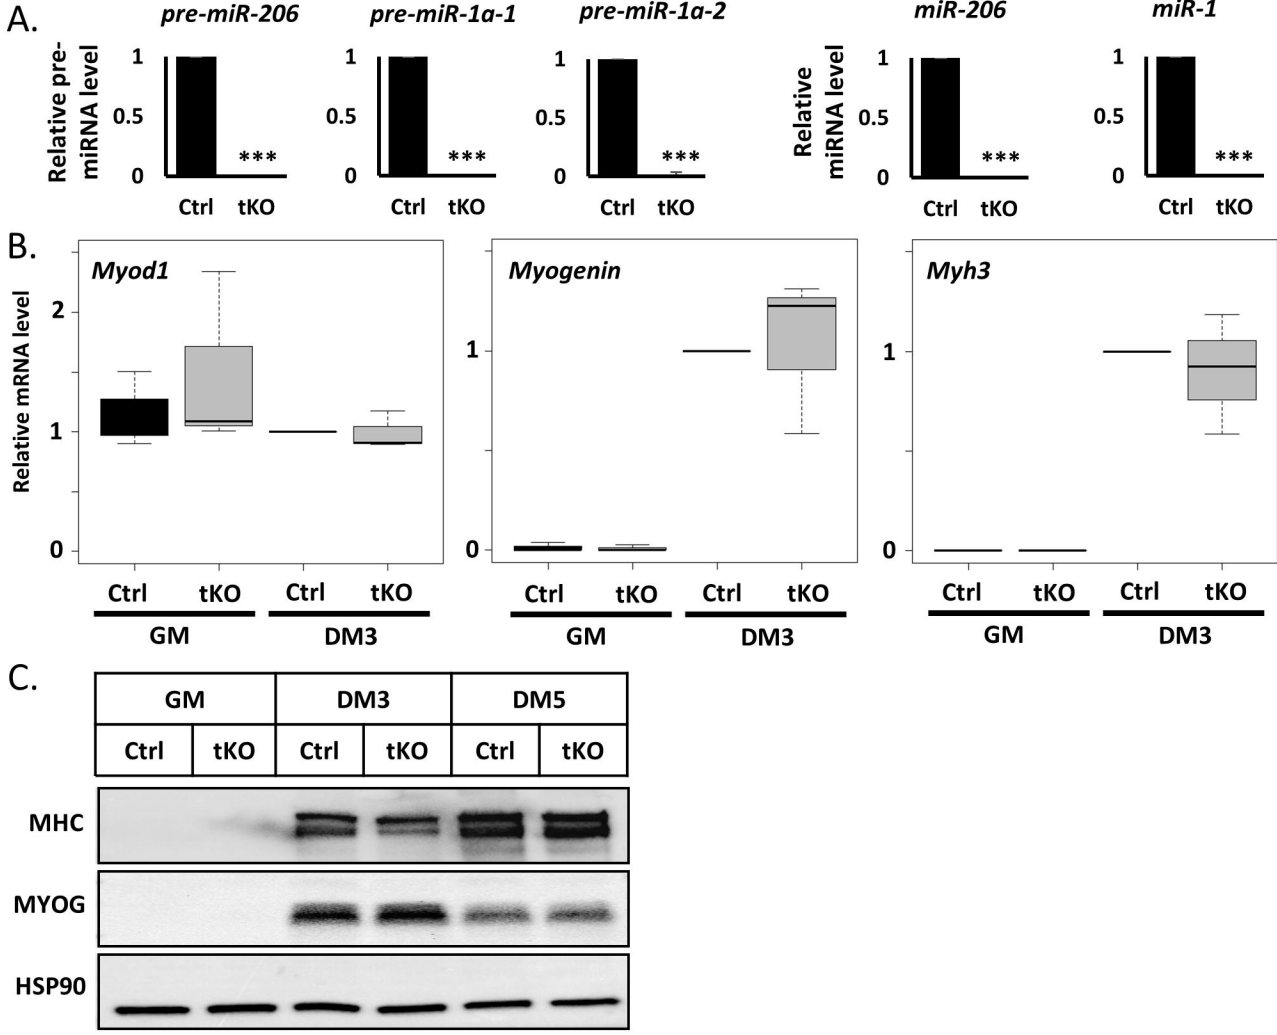 A.
pre-miR-206 pre-miR-1a-1 pre-miR-1a-2 miR-206 miR-1
Relative pre-
miRNA level
1
0.5
0
***
Ctrl tKO
1
0.5
0
***
Ctrl tKO
1
0.5
0
***
Ctrl tKO
Relative
miRNA level
1
0.5
0
***
Ctrl tKO
1
0.5
0
***
Ctrl tKO
B.
Relative mRNA level
Myod1
2
1
0
Ctrl tKO Ctrl tKO
GM DM3
Myogenin
1
0
Ctrl tKO Ctrl tKO
GM DM3
Myh3
1
0
Ctrl tKO Ctrl tKO
GM DM3
C.
GM DM3 DM5
Ctrl tKO Ctrl tKO Ctrl tKO
MHC
MYOG
HSP90